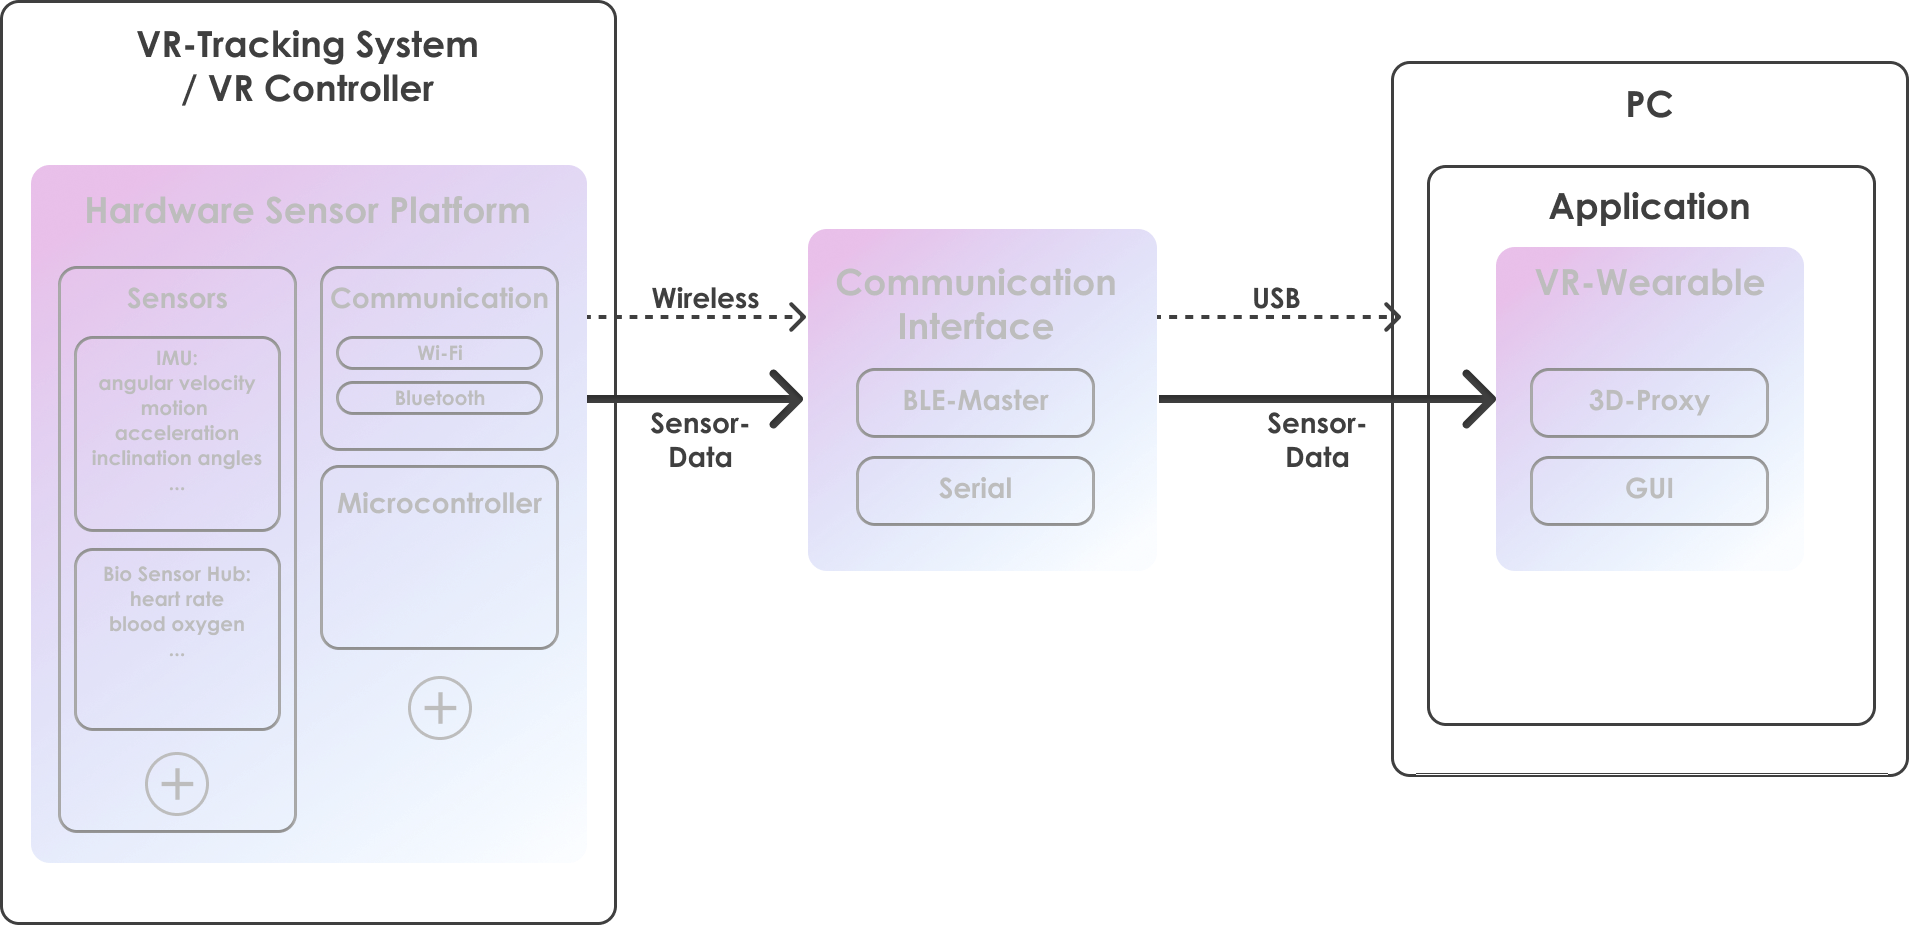 VR-Tracking System
/ VR Controller
Hardware Sensor Platform
Sensors
IMU:
angular velocity
motion
acceleration
inclination angles
...
Bio Sensor Hub:
heart rate
blood oxygen
...
Communication
Wi-Fi
Bluetooth
Microcontroller
Wireless
Sensor-
Data
Communication
Interface
BLE-Master
Serial
USB
Sensor-
Data
PC
Application
VR-Wearable
3D-Proxy
GUI